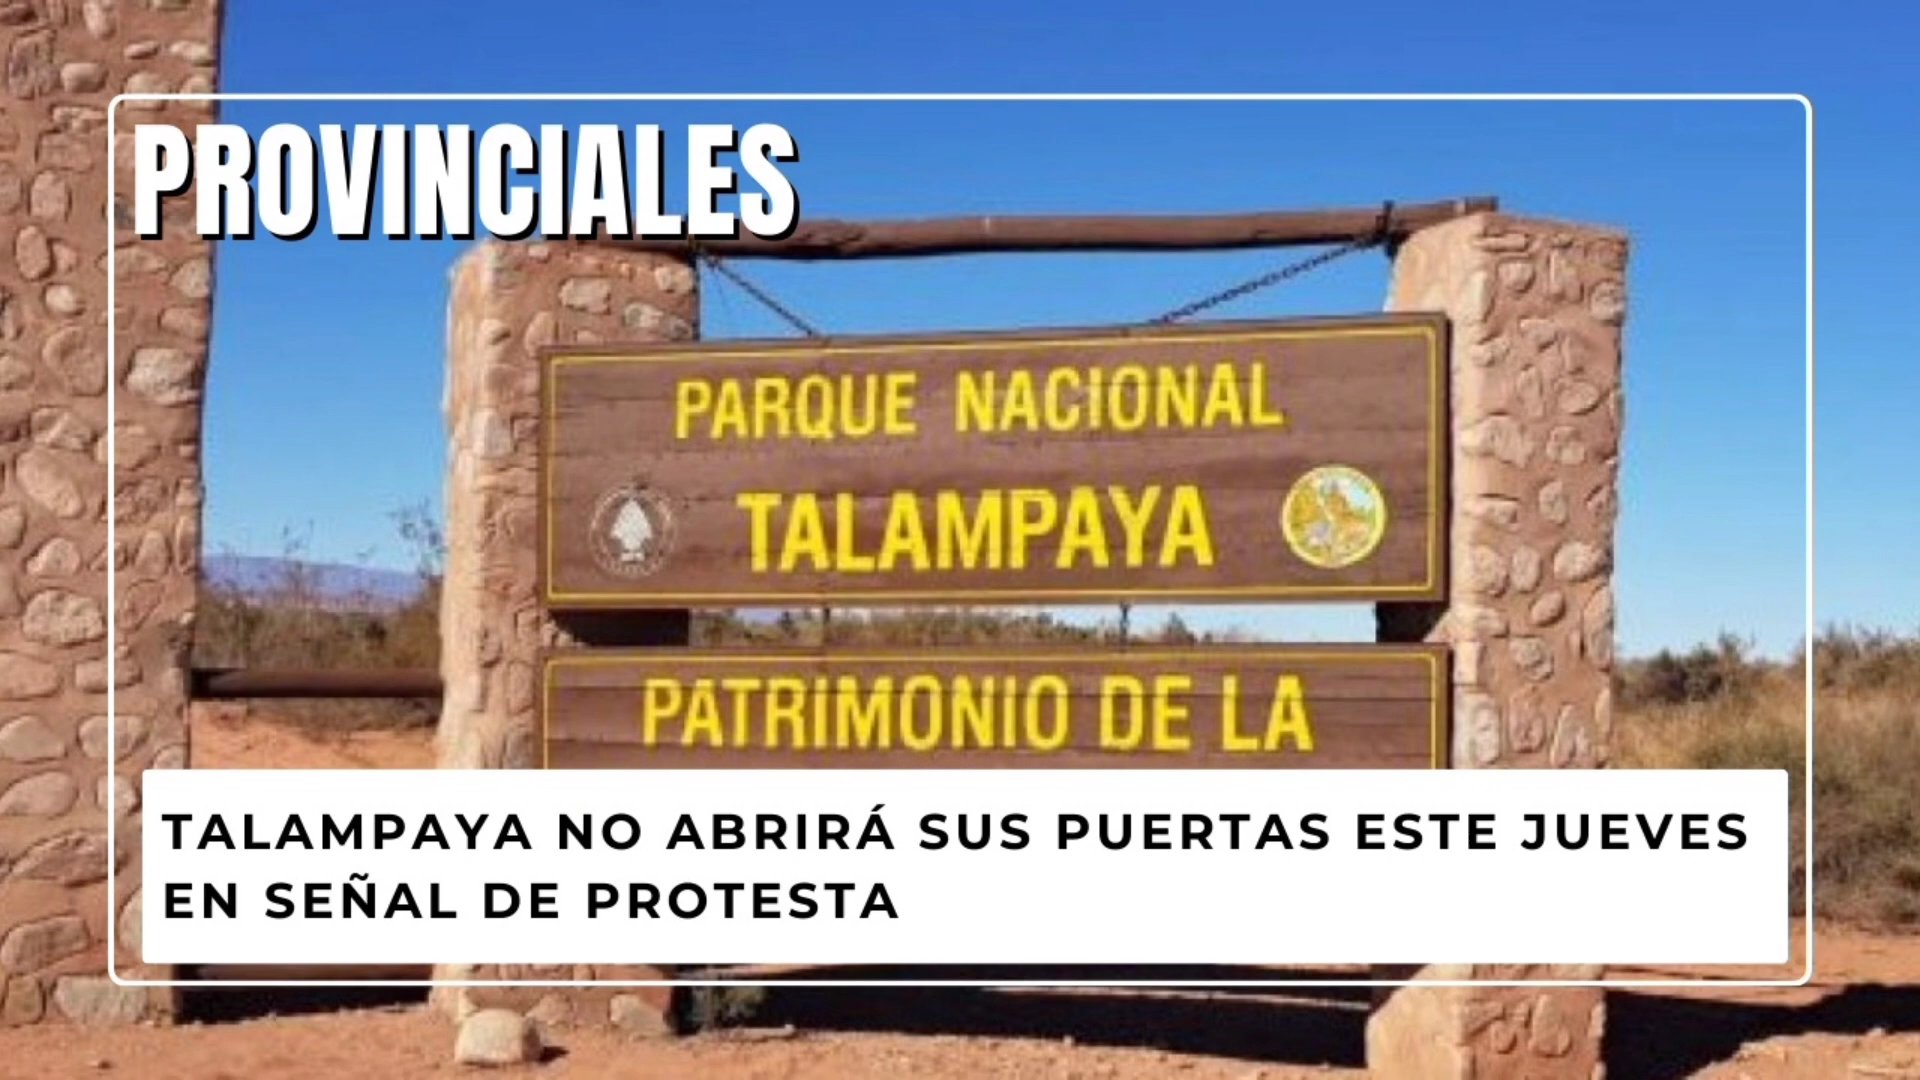 PROVINCIALES
PARQUE NACIONAL
TALAMPAYA
PATRIMONIO DE LA
TALAMPAYA NO ABRIRÁ SUS PUERTAS ESTE JUEVES
EN SEÑAL DE PROTESTA